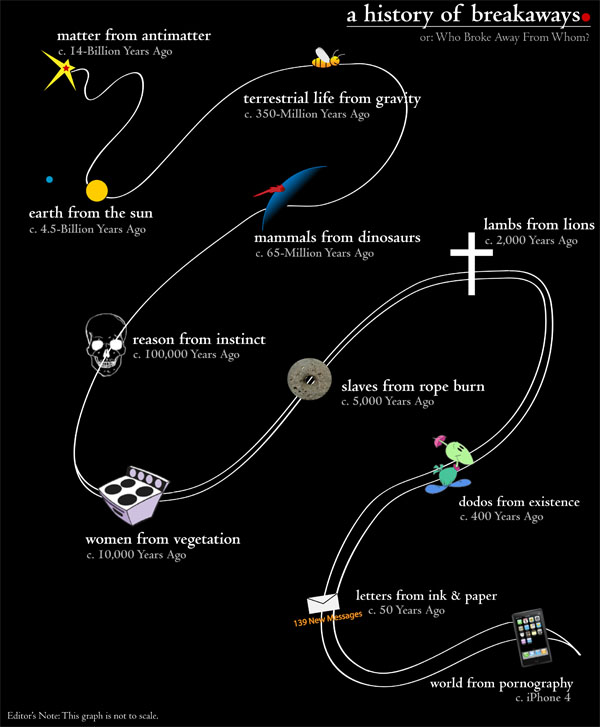 a history of breakaways.
or: Who Broke Away From Whom?
matter from antimatter
c. 14-Billion Years Ago
terrestrial life from gravity
c. 350-Million Years Ago
earth from the sun
c. 4.5-Billion Years Ago
mammals from dinosaurs
c. 65-Million Years Ago
lambs from lions
c. 2,000 Years Ago
reason from instinct
c. 100,000 Years Ago
slaves from rope burn
c. 5,000 Years Ago
dodos from existence
c. 400 Years Ago
women from vegetation
c. 10,000 Years Ago
letters from ink & paper
c. 50 Years Ago
139 New Messages
world from pornography
c. iPhone 4
Editor's Note: This graph is not to scale.